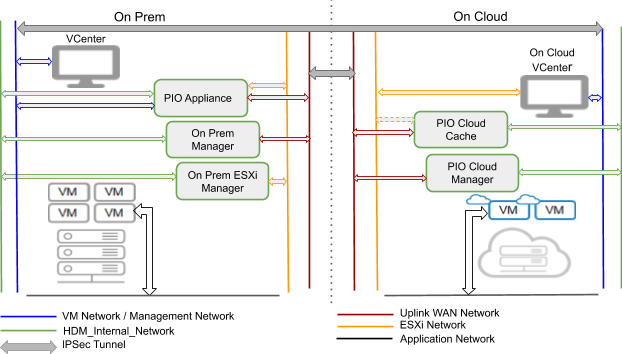 On Prem
On Cloud
VCenter
On Cloud
VCenter
PIO Appliance
PIO Cloud
Cache
On Prem
Manager
On Prem ESXi
Manager
PIO Cloud
Manager
VM VM
VM VM
VM VM
VM Network / Management Network
HDM_Internal_Network
IPSec Tunnel
Uplink WAN Network
ESXi Network
Application Network